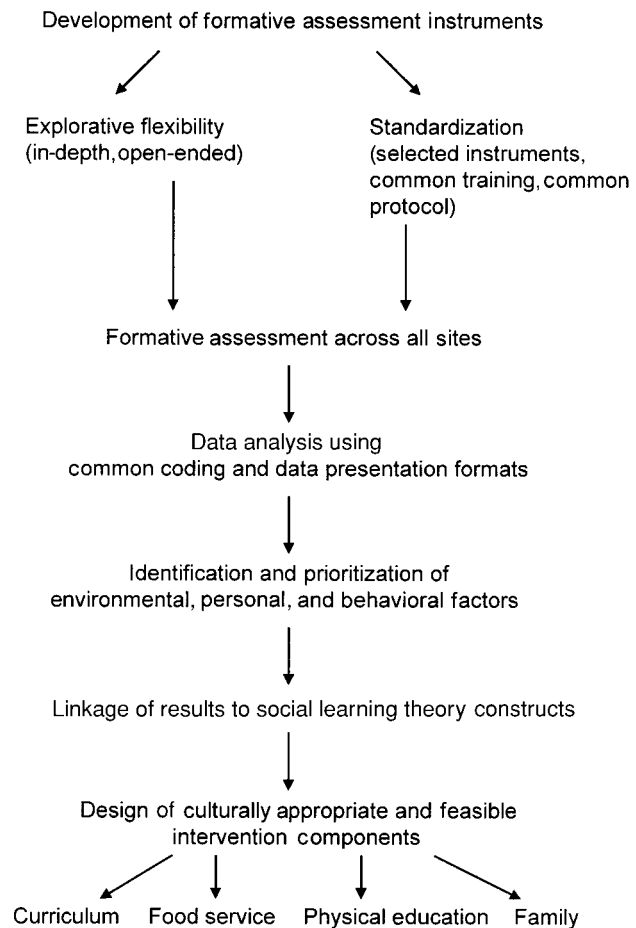 Development of formative assessment instruments
Explorative flexibility
(in-depth, open-ended)
Standardization
(selected instruments,
common training, common
protocol)
Formative assessment across all sites
Data analysis using
common coding and data presentation formats
Identification and prioritization of
environmental, personal, and behavioral factors
Linkage of results to social learning theory constructs
Design of culturally appropriate and feasible
intervention components
Curriculum Food service Physical education Family